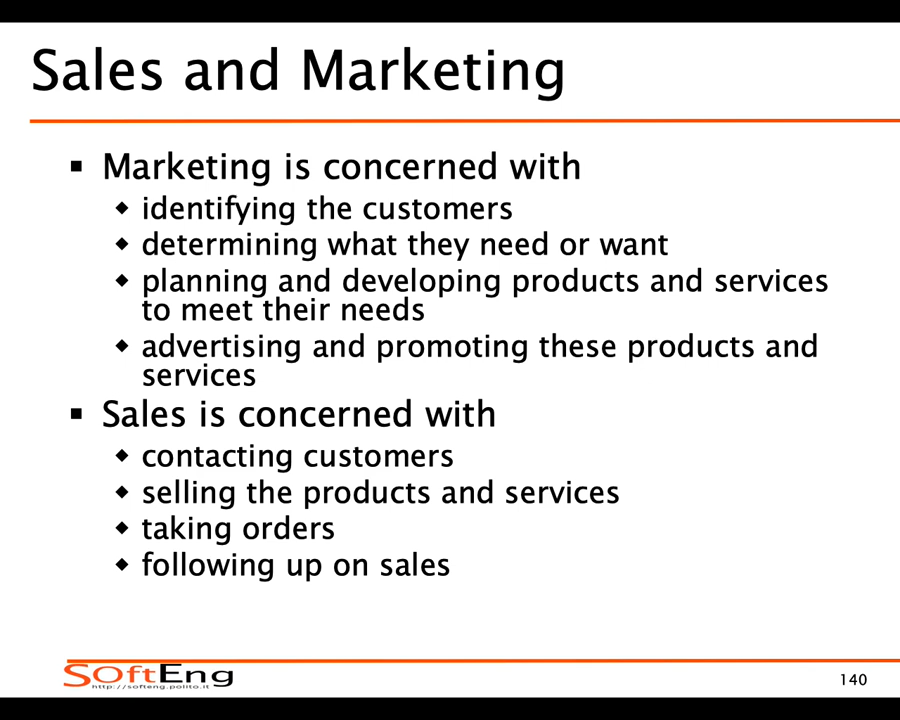 Sales and Marketing
▪ Marketing is concerned with
◆ identifying the customers
◆ determining what they need or want
◆ planning and developing products and services
to meet their needs
◆ advertising and promoting these products and
services
▪ Sales is concerned with
◆ contacting customers
◆ selling the products and services
◆ taking orders
◆ following up on sales
SOftEng
http://softeng.polito.it
140